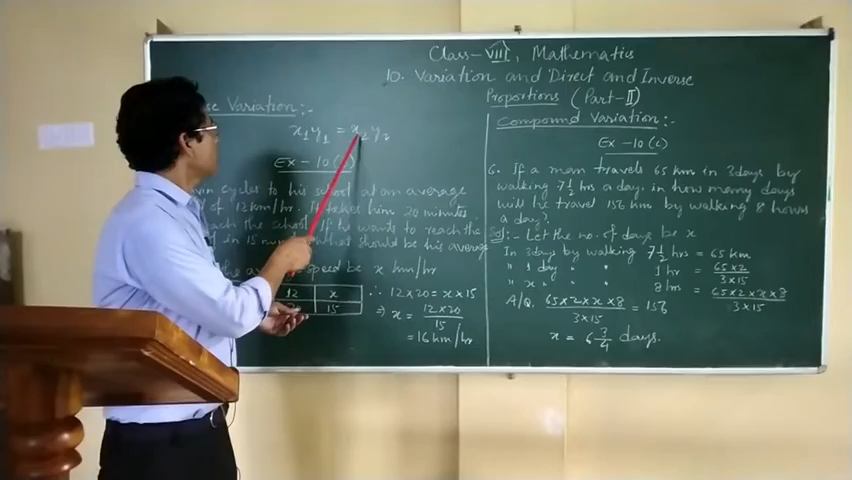 Class-VIII, Mathematics
10. Variation and Direct and Inverse
Proportions (Part-II)
se Variation:-
x₁y₁ = x₂y₂
Ex-10(c)
vin cycles to his school at an average
of 12 km/hr. It takes him 20 minutes
each the school. If he wants to reach the
in 15 what should be his average
speed be x km/hr
12 | x
15
∴ 12×20 = x×15
⇒ x = 12×20/15
= 16 km/hr
Compound Variation:-
Ex-10(c)
6. If a man travels 65 km in 3 days by
walking 7 1/2 hrs a day, in how many days
will he travel 156 km by walking 8 hours
a day?
Sol:- Let the no. of days be x
In 3 days by walking 7 1/2 hrs = 65 km
" 1 day " " 1 hr = 65×2/3×15
" x " " " 8 hrs = 65×2×x×8/3×15
A/Q. 65×2×x×8/3×15 = 156
x = 6 3/4 days.